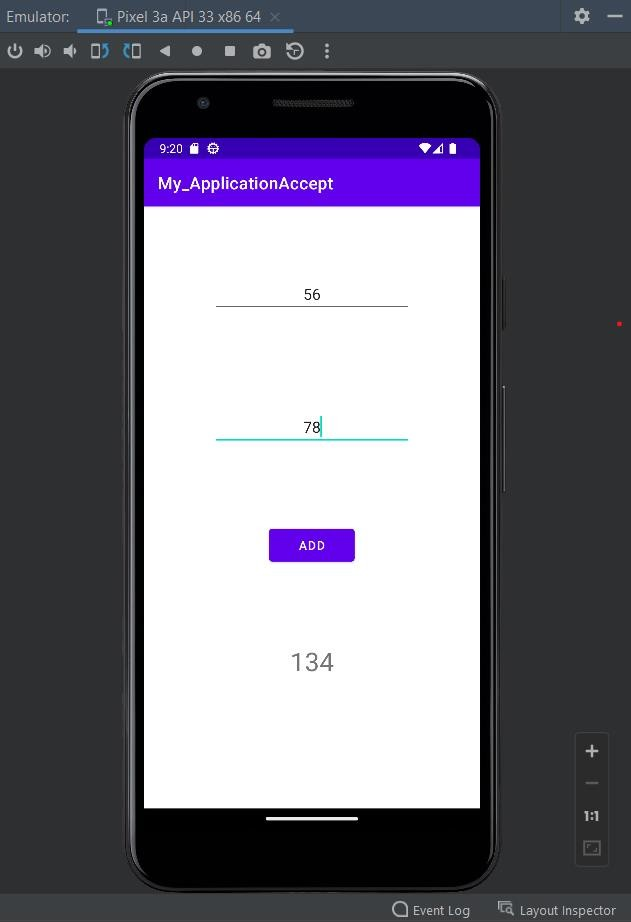 Emulator: Pixel 3a API 33 x86 64
9:20
My_ApplicationAccept
56
78
ADD
134
1:1
Event Log Layout Inspector